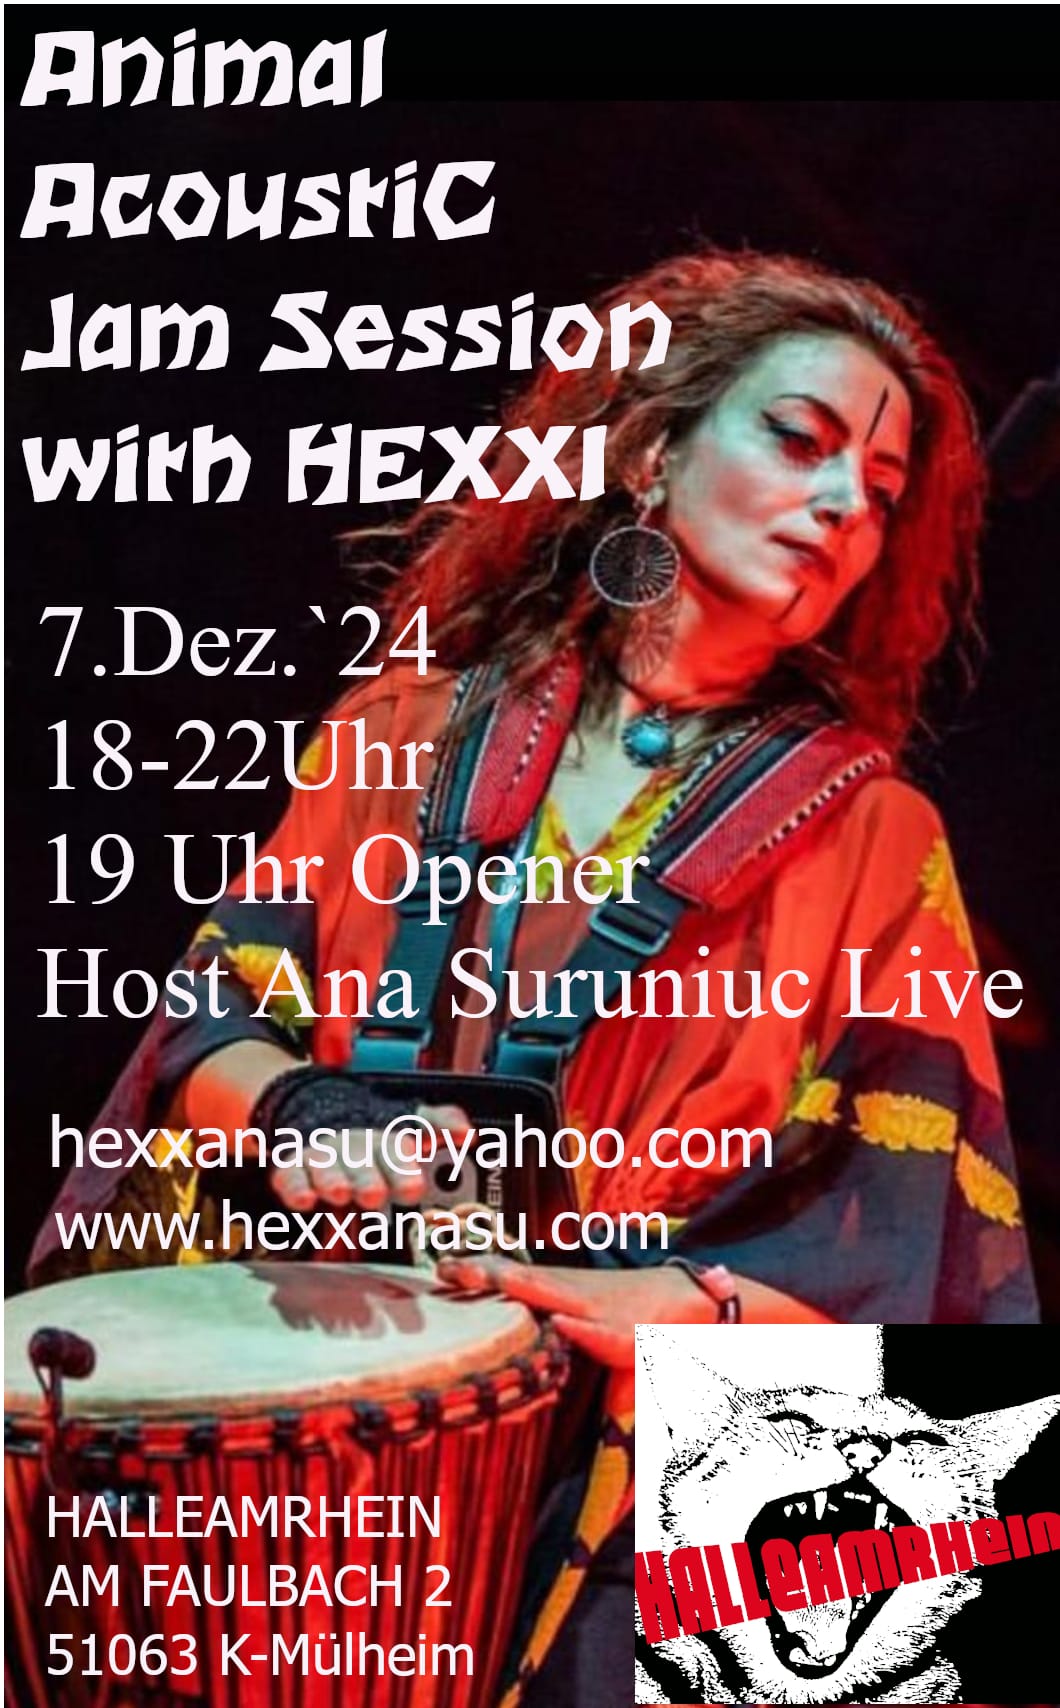 Animal
AcoustiC
Jam Session
with HEXXI
7.Dez.`24
18-22Uhr
19 Uhr Opener
Host Ana Suruniuc Live
hexxanasu@yahoo.com
www.hexxanasu.com
HALLEAMRHEIN
AM FAULBACH 2
51063 K-Mülheim
HALLeAMRHeiN